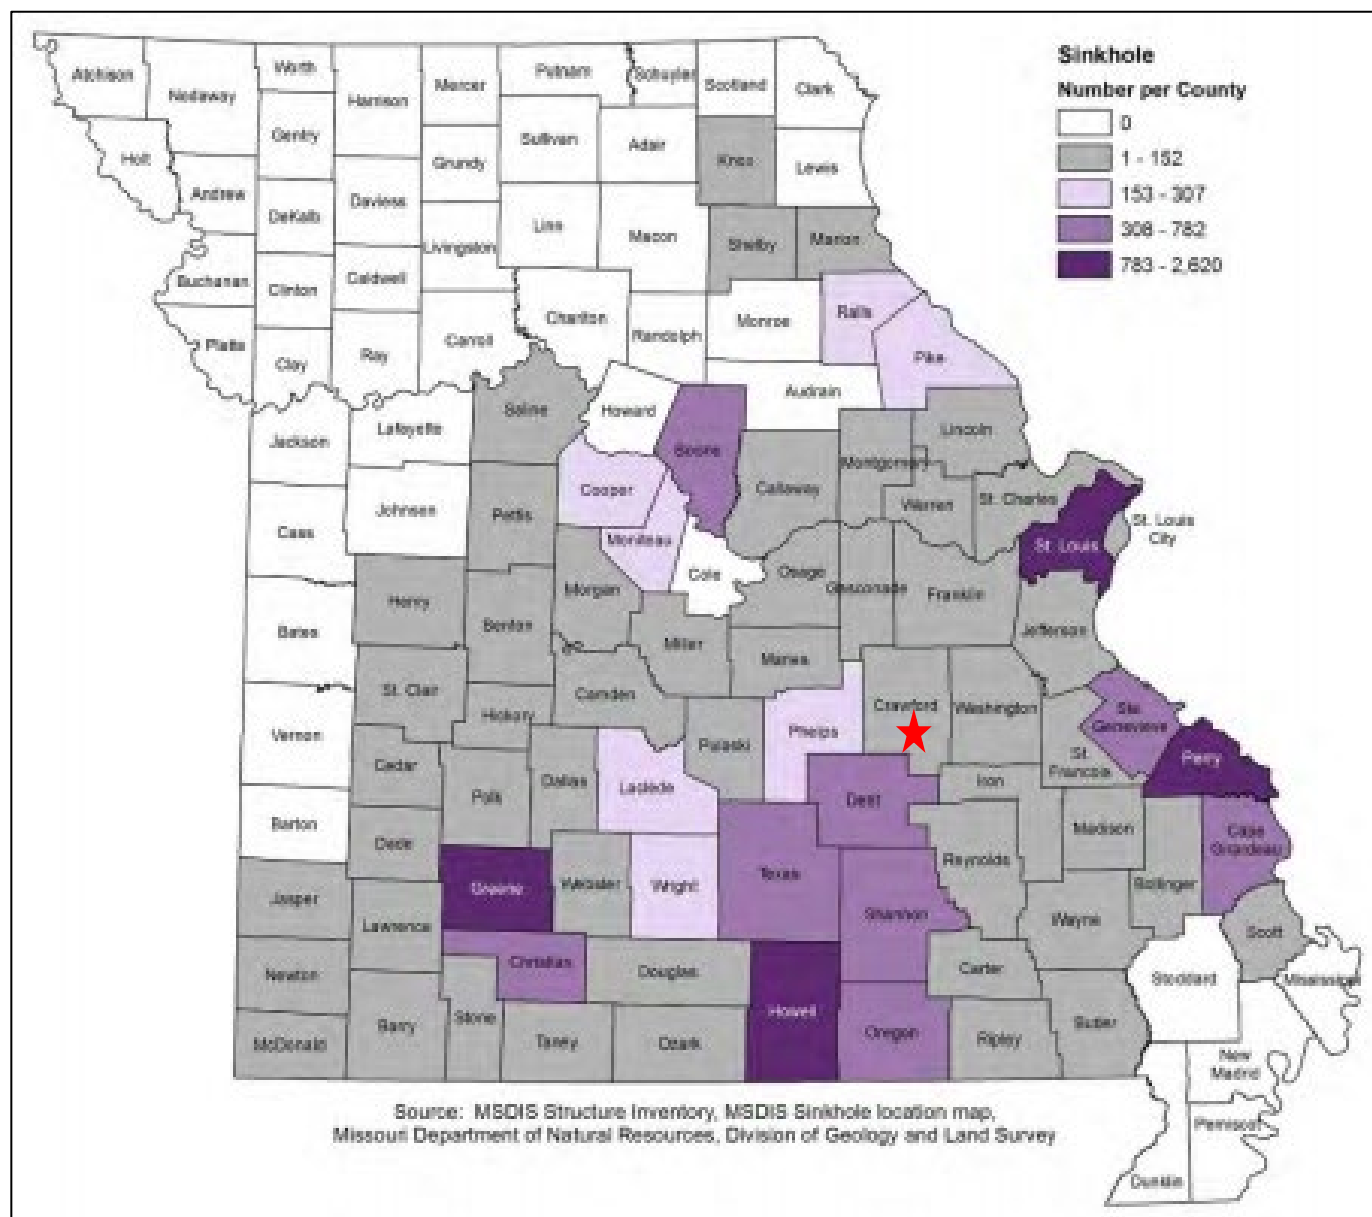 Sinkhole
Number per County
0
1 - 152
153 - 307
308 - 782
783 - 2,620
Atchison
Nodaway
Worth
Harrison
Mercer
Putnam
Schuyler
Scotland
Clark
Holt
Gentry
Sullivan
Adair
Knox
Lewis
Andrew
DeKalb
Daviess
Grundy
Linn
Macon
Shelby
Marion
Buchanan
Clinton
Caldwell
Livingston
Chariton
Randolph
Monroe
Ralls
Pike
Platte
Clay
Ray
Carroll
Saline
Howard
Boone
Audrain
Jackson
Lafayette
Cooper
Callaway
Montgomery
Lincoln
Warren
St. Charles
St. Louis
City
St. Louis
Cass
Johnson
Pettis
Moniteau
Cole
Osage
Gasconade
Franklin
Jefferson
Bates
Henry
Benton
Morgan
Miller
Maries
Crawford
Washington
St. Clair
Hickory
Camden
Pulaski
Phelps
Ste.
Genevieve
St.
Francois
Perry
Vernon
Cedar
Polk
Dallas
Laclede
Dent
Iron
Madison
Cape
Girardeau
Barton
Dade
Greene
Webster
Wright
Texas
Shannon
Reynolds
Bollinger
Wayne
Scott
Jasper
Lawrence
Christian
Douglas
Carter
Stoddard
Mississippi
Newton
Barry
Stone
Taney
Ozark
Howell
Oregon
Ripley
Butler
New
Madrid
McDonald
Pemiscot
Dunklin
Source: MSDIS Structure Inventory, MSDIS Sinkhole location map,
Missouri Department of Natural Resources, Division of Geology and Land Survey